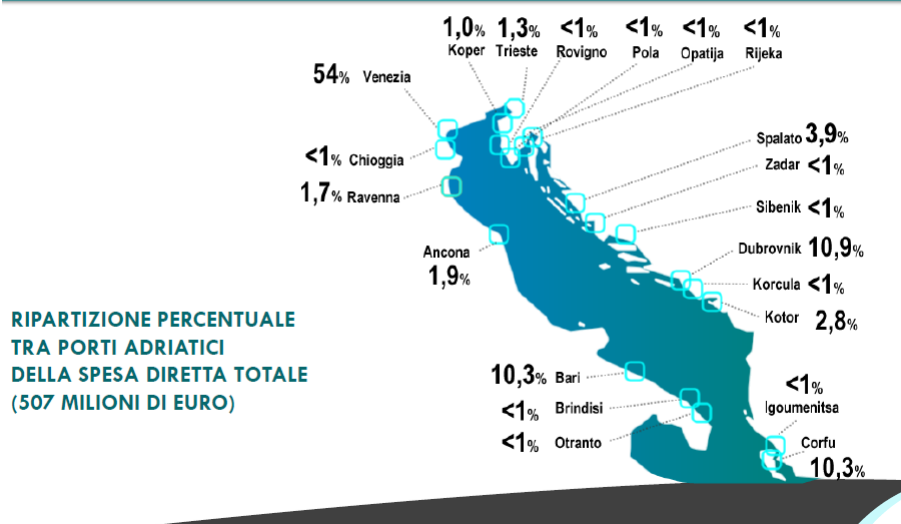 1,0% 1,3% <1% <1% <1% <1%
Koper Trieste Rovigno Pola Opatija Rijeka
54% Venezia
<1% Chioggia
1,7% Ravenna
Ancona
1,9%
Spalato 3,9%
Zadar <1%
Sibenik <1%
Dubrovnik 10,9%
Korcula <1%
Kotor 2,8%
RIPARTIZIONE PERCENTUALE
TRA PORTI ADRIATICI
DELLA SPESA DIRETTA TOTALE
(507 MILIONI DI EURO)
10,3% Bari
<1% Brindisi
<1% Otranto
<1%
Igoumenitsa
Corfu
10,3%